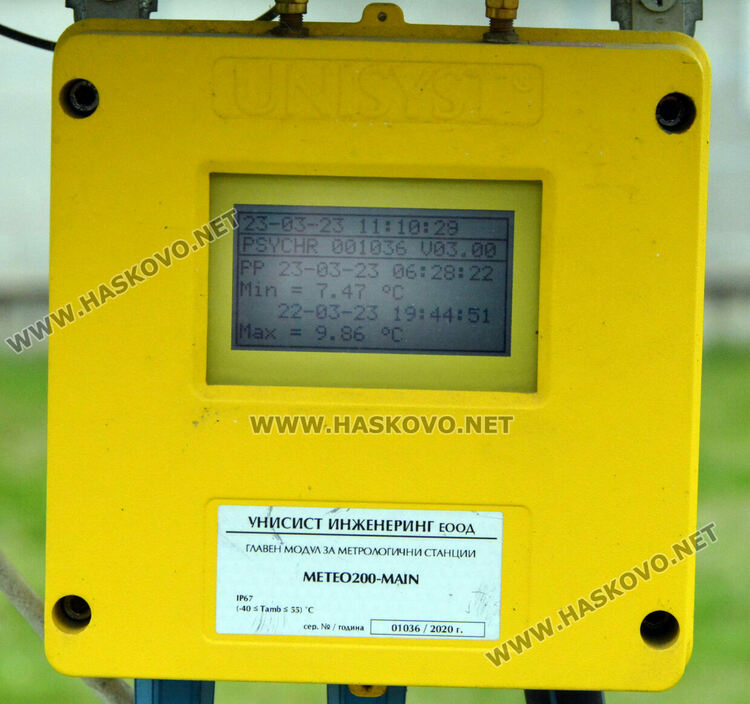 UNISYST
23-03-23 11:10:29
PSYCHR 001036 V03.00
PP 23-03-23 06:28:22
Min = 7.47 °C
22-03-23 19:44:51
Max = 9.86 °C
WWW.HASKOVO.NET
WWW.HASKOVO.NET
УНИСИСТ ИНЖЕНЕРИНГ ЕООД
ГЛАВЕН МОДУЛ ЗА МЕТРОЛОГИЧНИ СТАНЦИИ
METEO200-MAIN
IP67
(-40 ≤ Tamb ≤ 55) °C
сер. № / година 01036 / 2020 г.
WWW.HASKOVO.NET